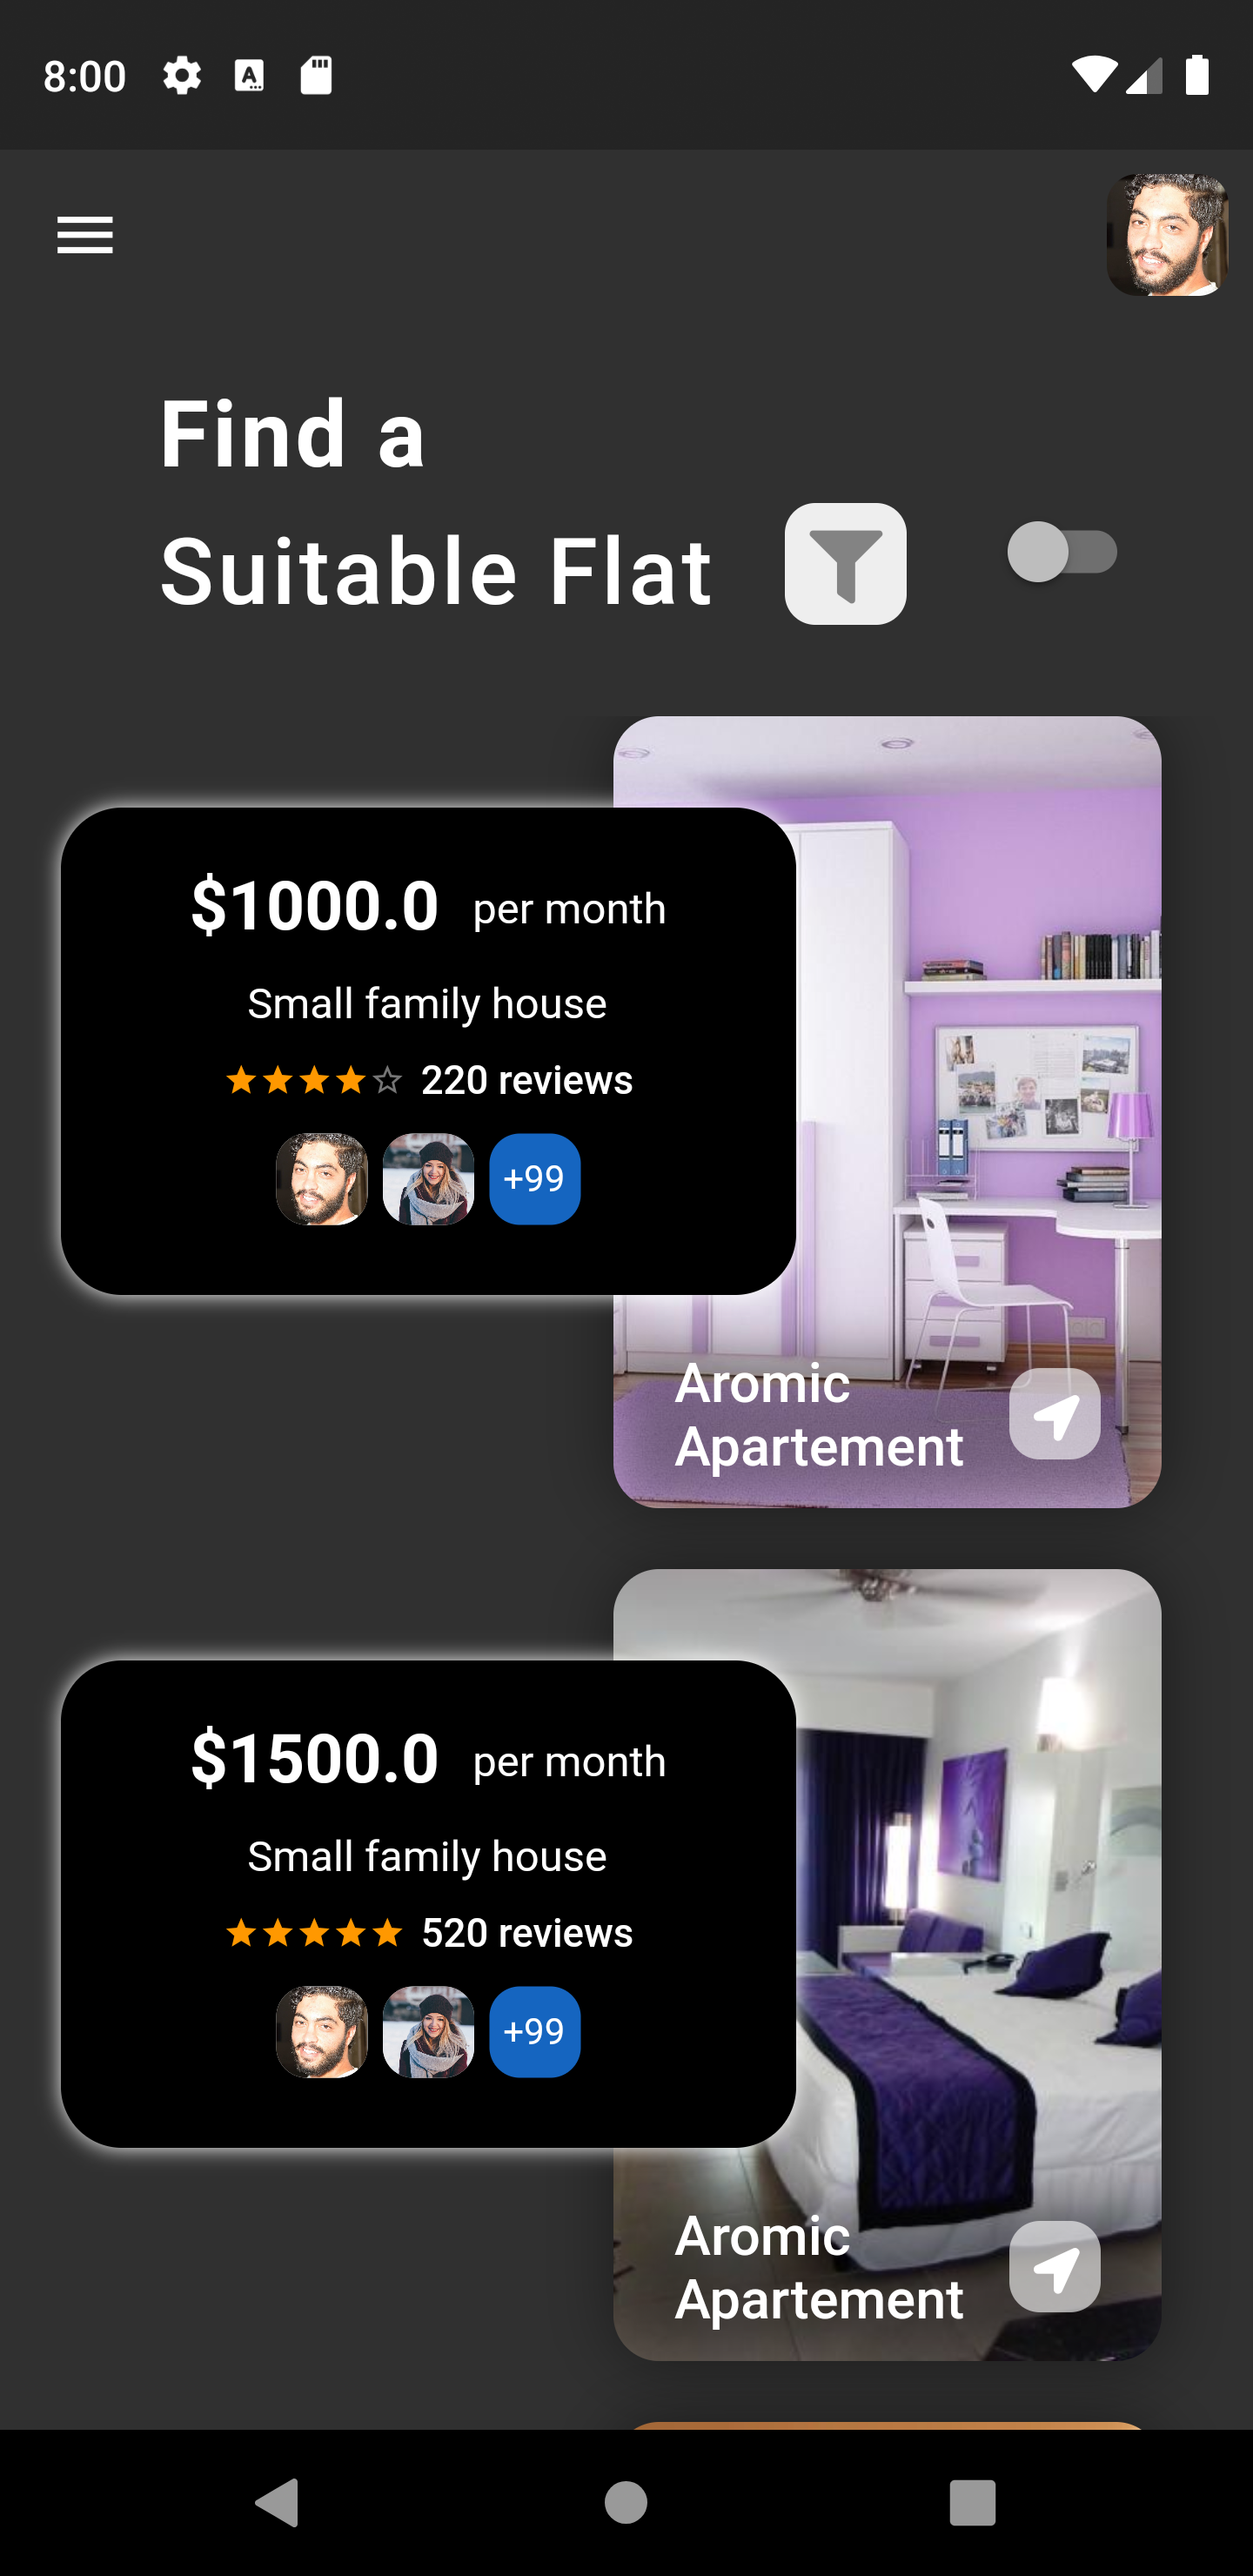 8:00
Find a
Suitable Flat
$1000.0 per month
Small family house
220 reviews
+99
Aromic
Apartement
$1500.0 per month
Small family house
520 reviews
+99
Aromic
Apartement